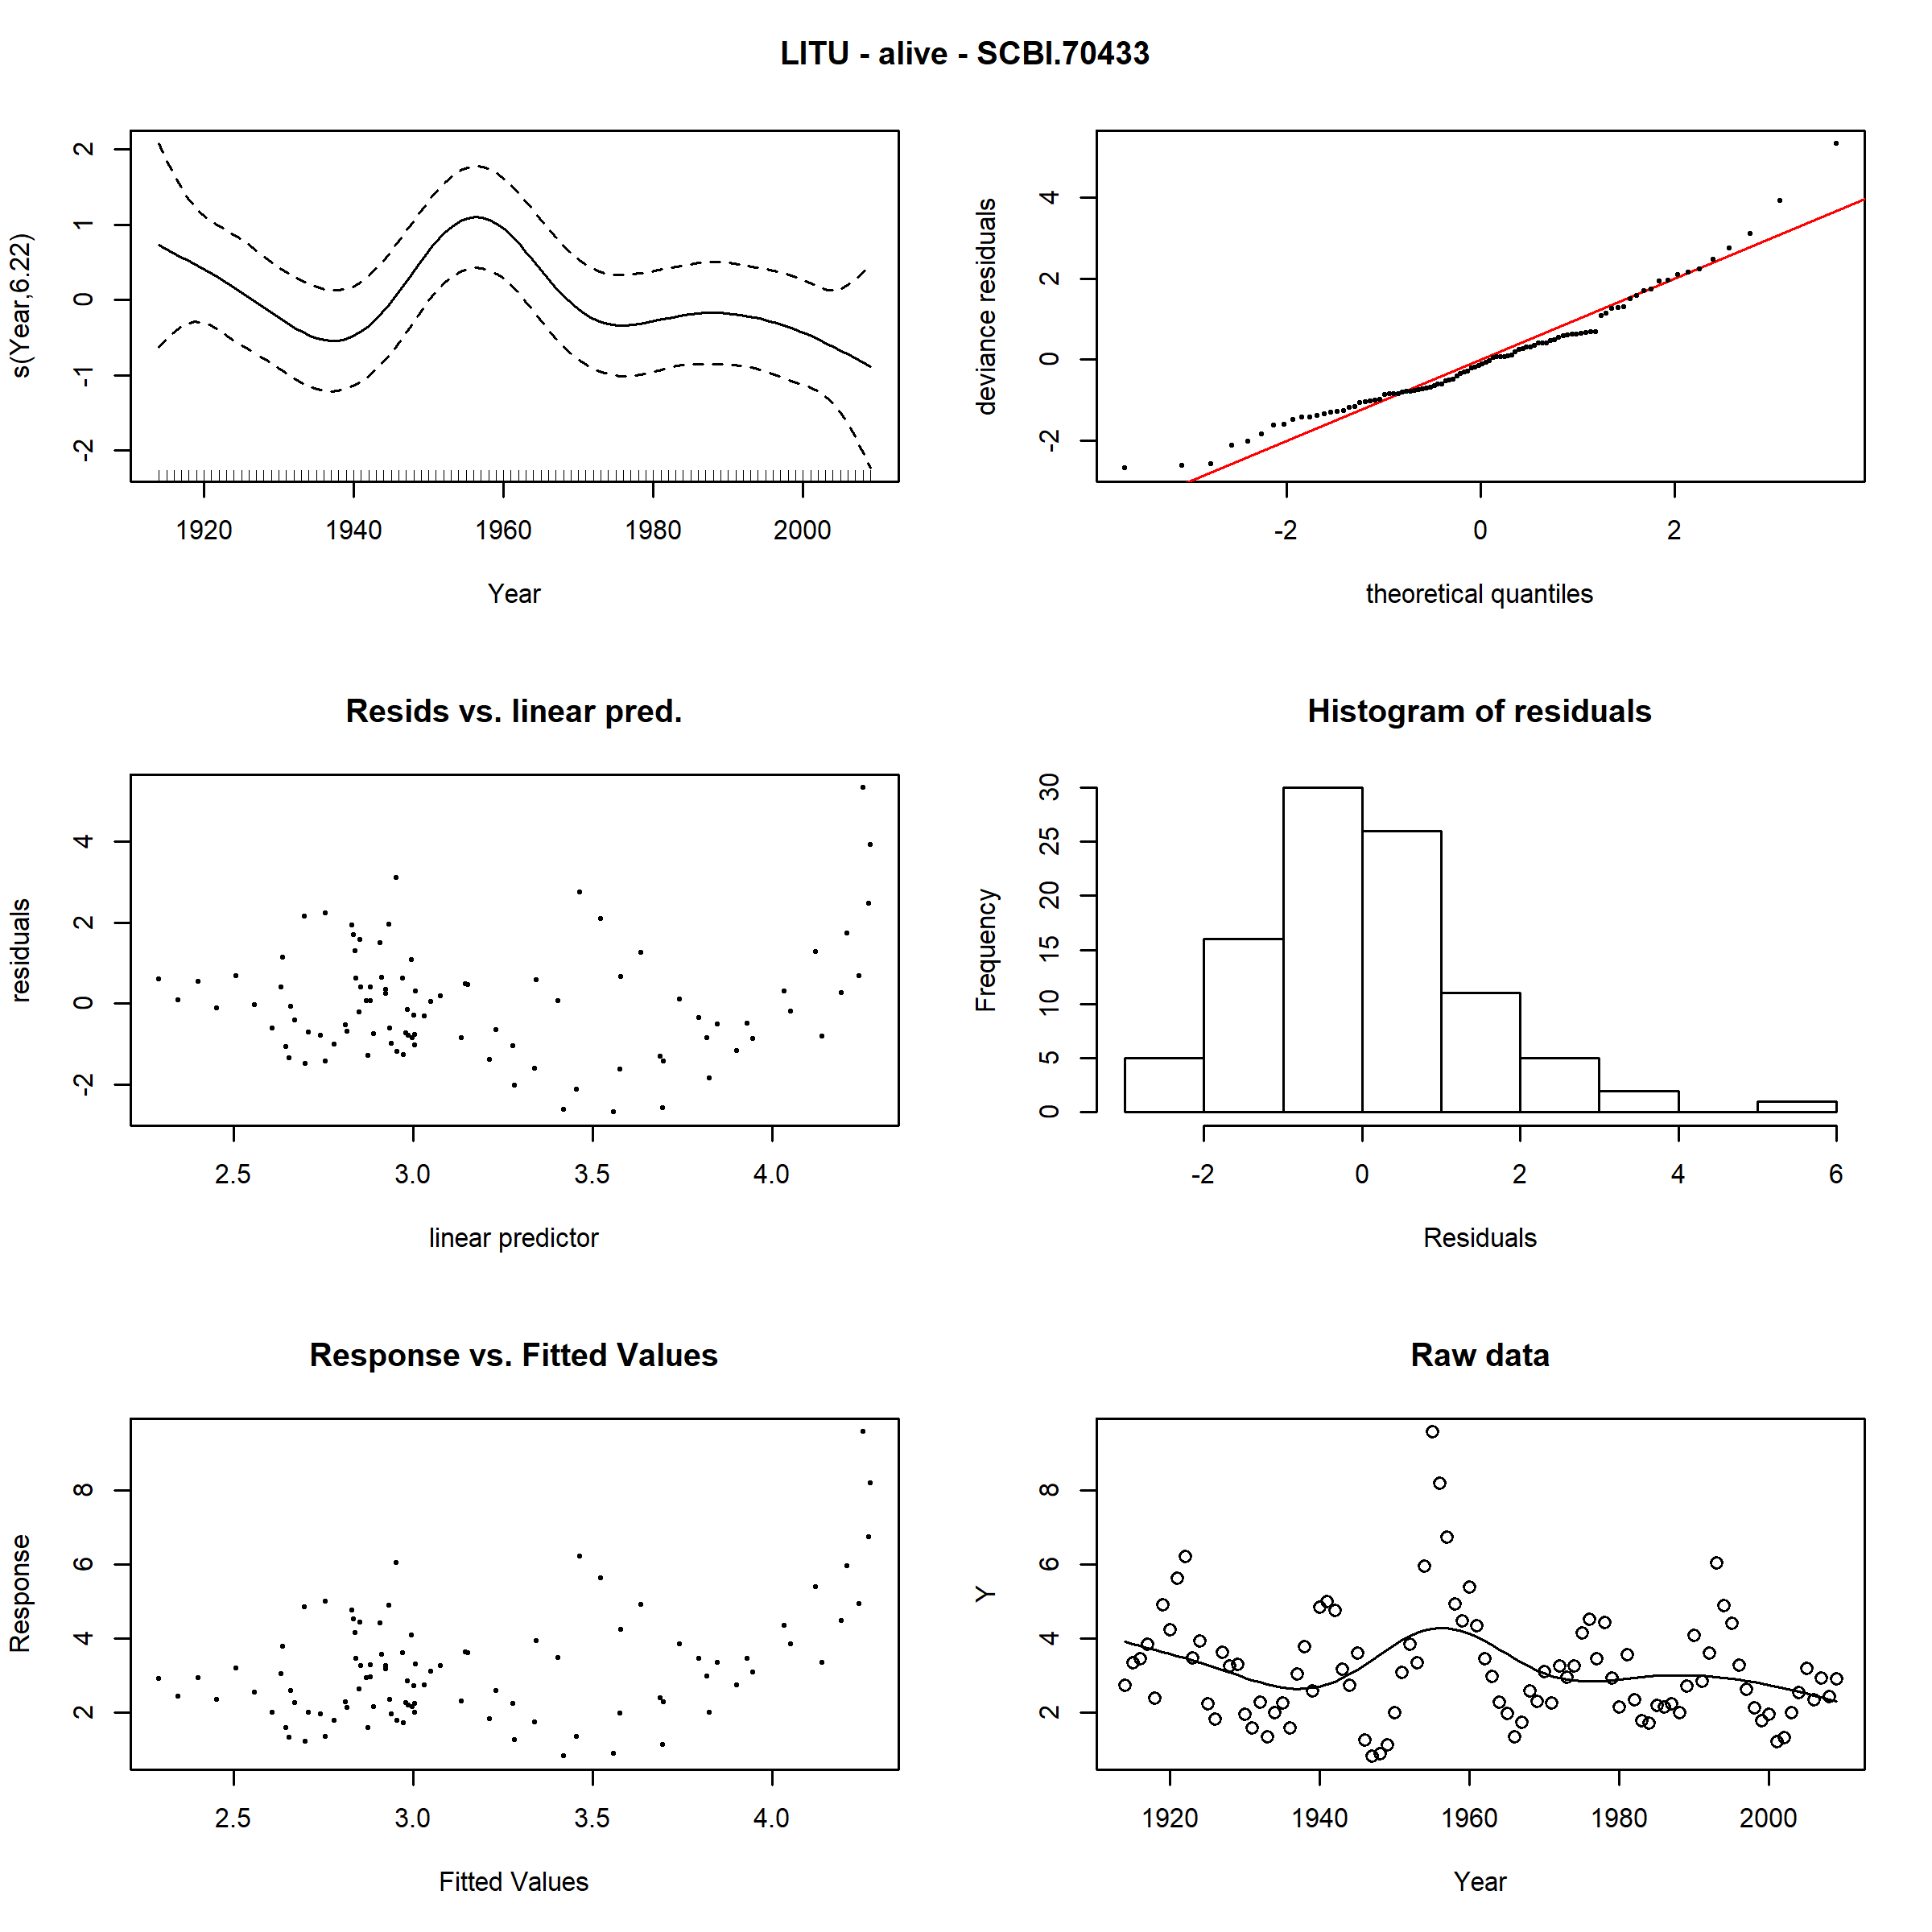 LITU - alive - SCBI.70433
s(Year,6.22)
2
1
0
-1
-2
1920 1940 1960 1980 2000
Year
deviance residuals
4
2
0
-2
-2 0 2
theoretical quantiles
Resids vs. linear pred.
residuals
4
2
0
-2
2.5 3.0 3.5 4.0
linear predictor
Histogram of residuals
Frequency
30
25
20
15
10
5
0
-2 0 2 4 6
Residuals
Response vs. Fitted Values
Response
8
6
4
2
2.5 3.0 3.5 4.0
Fitted Values
Raw data
Y
8
6
4
2
1920 1940 1960 1980 2000
Year